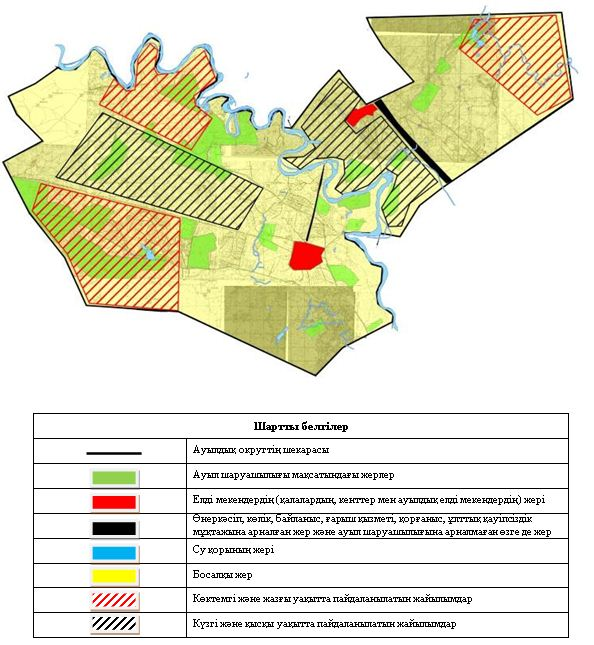 Шартты белгілер
Ауылдық округтің шекарасы
Ауыл шаруашылығы мақсатындағы жерлер
Елді мекендердің (қалалардың, кенттер мен ауылдық елді мекендердің) жері
Өнеркәсіп, көлік, байланыс, ғарыш қызметі, қорғаныс, ұлттық қауіпсіздік
мұқтажына арналған жер және ауыл шаруашылығына арналмаған өзге де жер
Су қорының жері
Босалқы жер
Көктемгі және жазғы уақытта пайдаланылатын жайылымдар
Күзгі және қысқы уақытта пайдаланылатын жайылымдар